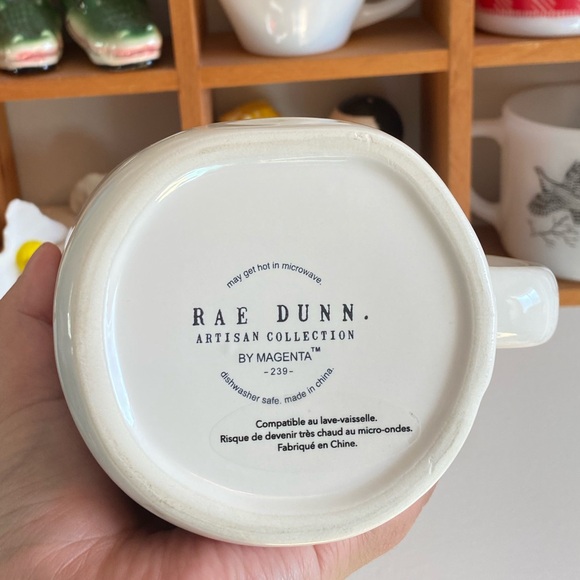 may get hot in microwave.
RAE DUNN.
ARTISAN COLLECTION
BY MAGENTA™
-239-
dishwasher safe. made in china.
Compatible au lave-vaisselle.
Risque de devenir très chaud au micro-ondes.
Fabriqué en Chine.